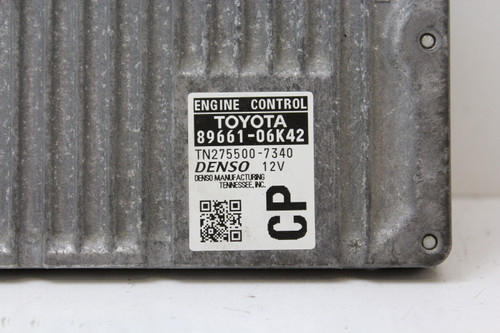 ENGINE CONTROL
TOYOTA
89661-06K42
TN275500-7340
DENSO 12V
DENSO MANUFACTURING
TENNESSEE, INC.
CP